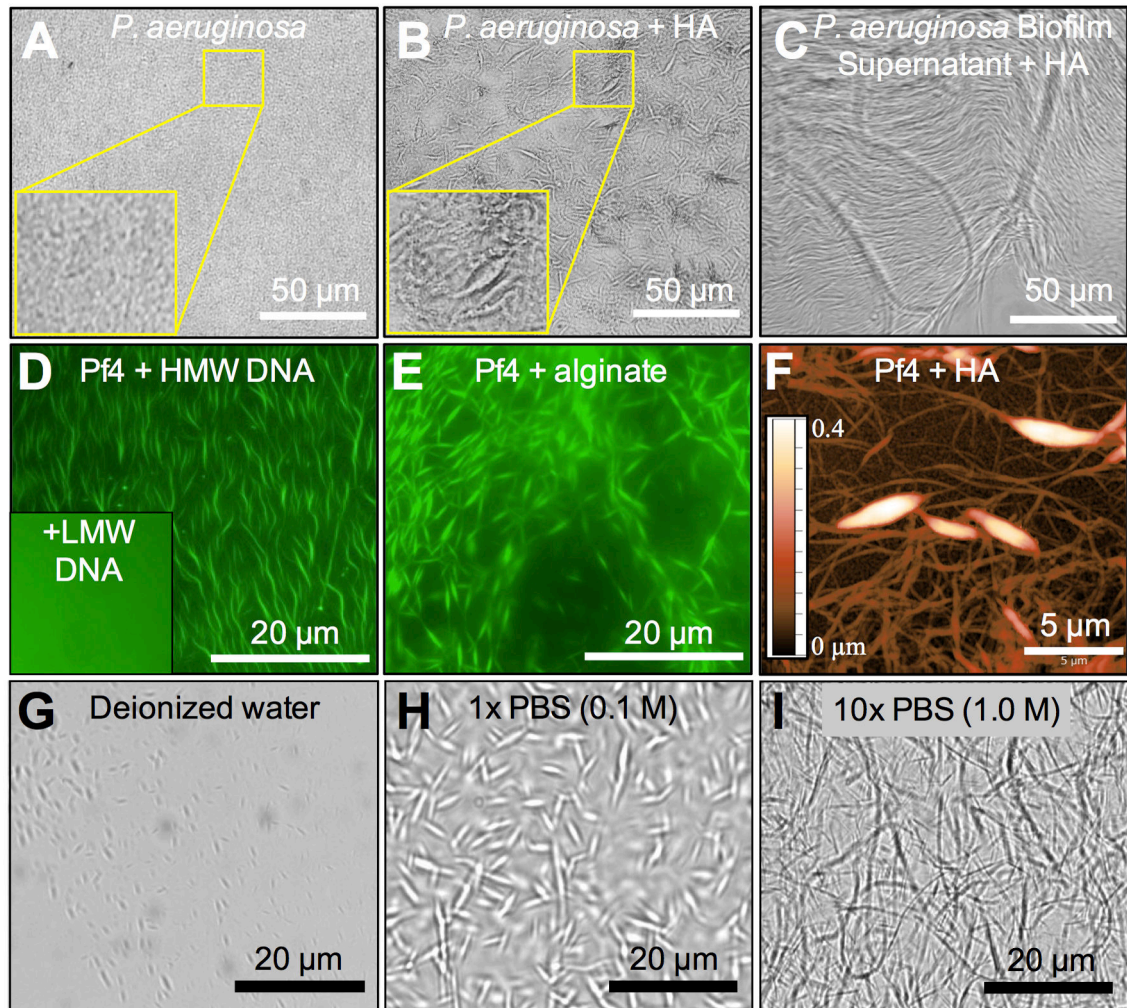 A P. aeruginosa
50 µm
B P. aeruginosa + HA
50 µm
C P. aeruginosa Biofilm
Supernatant + HA
50 µm
D Pf4 + HMW DNA
+LMW
DNA
20 µm
E Pf4 + alginate
20 µm
F Pf4 + HA
0.4
0 µm
5 µm
5 µm
G Deionized water
20 µm
H 1x PBS (0.1 M)
20 µm
I 10x PBS (1.0 M)
20 µm